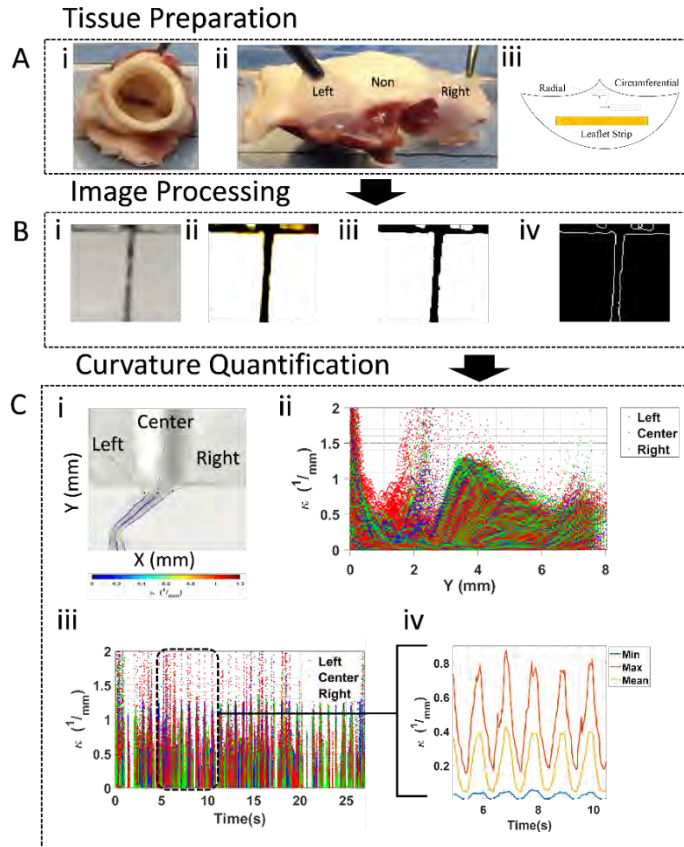 Tissue Preparation
A
i
ii
iii
Left
Non
Right
Radial
Circumferential
Leaflet Strip
Image Processing
B
i
ii
iii
iv
Curvature Quantification
C
i
Left
Center
Right
Y (mm)
X (mm)
κ (1/mm)
ii
2
1.5
1
0.5
0
κ (1/mm)
0 2 4 6 8
Y (mm)
Left
Center
Right
iii
2
1.5
1
0.5
0
κ (1/mm)
0 5 10 15 20 25
Time(s)
Left
Center
Right
iv
0.8
0.6
0.4
0.2
κ (1/mm)
6 8 10
Time(s)
Min
Max
Mean